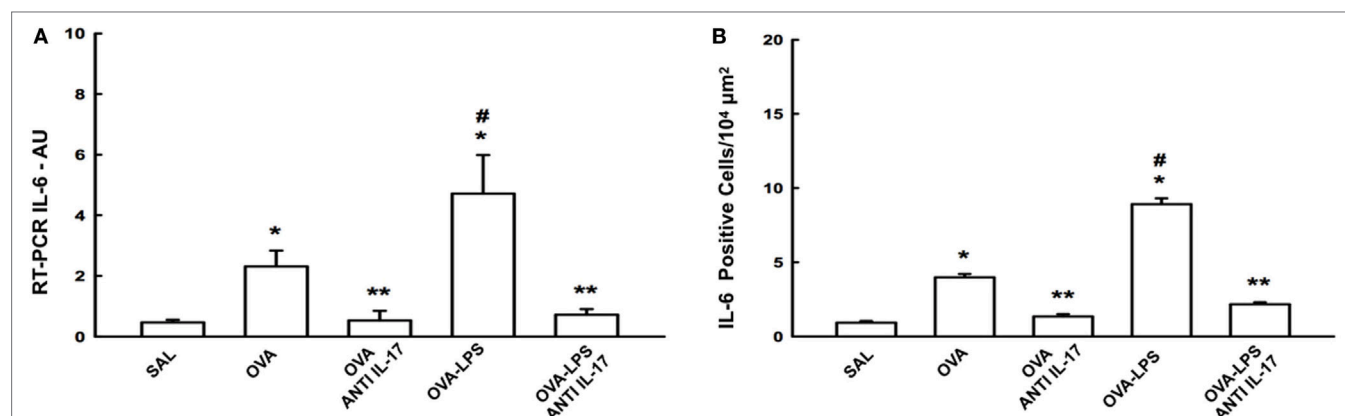 A
RT-PCR IL-6 - AU
10
8
6
4
2
0
*
**
#
*
**
SAL
OVA
OVA
ANTI IL-17
OVA-LPS
OVA-LPS
ANTI IL-17
B
IL-6 Positive Cells/10⁴ µm²
20
15
10
5
0
*
**
#
*
**
SAL
OVA
OVA
ANTI IL-17
OVA-LPS
OVA-LPS
ANTI IL-17